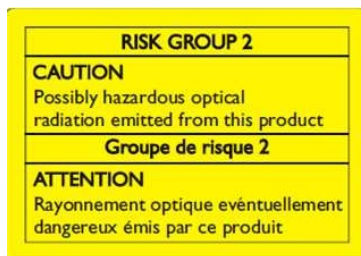 RISK GROUP 2
CAUTION
Possibly hazardous optical
radiation emitted from this product
Groupe de risque 2
ATTENTION
Rayonnement optique evéntuellement
dangereux émis par ce produit